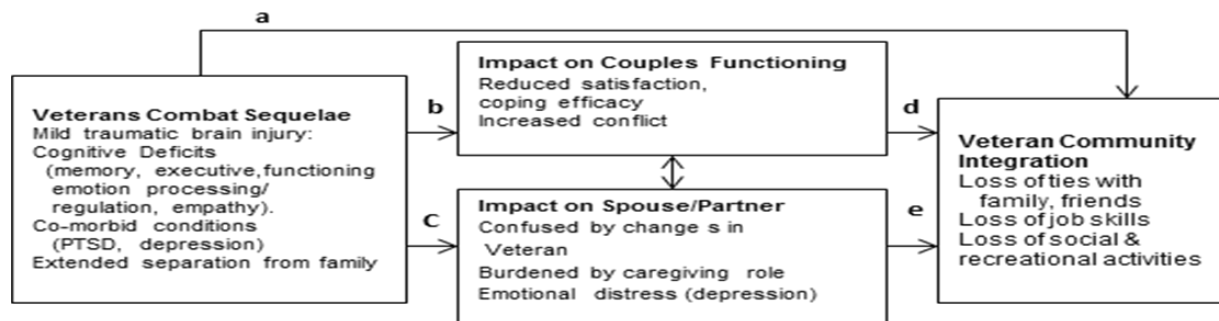 a
Veterans Combat Sequelae
Mild traumatic brain injury:
Cognitive Deficits
(memory, executive,functioning
emotion processing/
regulation, empathy).
Co-morbid conditions
(PTSD, depression)
Extended separation from family
b
C
Impact on Couples Functioning
Reduced satisfaction,
coping efficacy
Increased conflict
Impact on Spouse/Partner
Confused by change s in
Veteran
Burdened by caregiving role
Emotional distress (depression)
d
e
Veteran Community
Integration
Loss of ties with
family, friends
Loss of job skills
Loss of social &
recreational activities